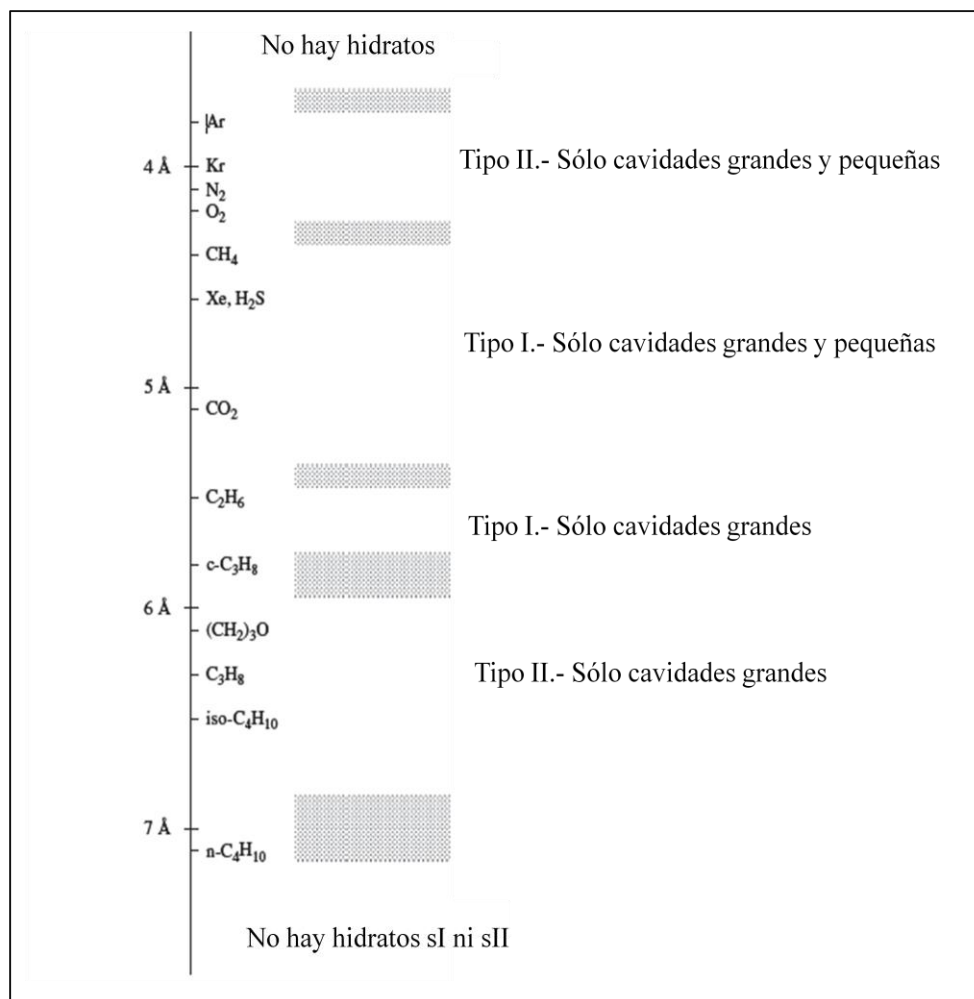 No hay hidratos
Ar
Tipo II.- Sólo cavidades grandes y pequeñas
4 Å
Kr
N₂
O₂
CH₄
Xe, H₂S
Tipo I.- Sólo cavidades grandes y pequeñas
5 Å
CO₂
C₂H₆
Tipo I.- Sólo cavidades grandes
c-C₃H₈
6 Å
(CH₂)₃O
C₃H₈
Tipo II.- Sólo cavidades grandes
iso-C₄H₁₀
7 Å
n-C₄H₁₀
No hay hidratos sI ni sII